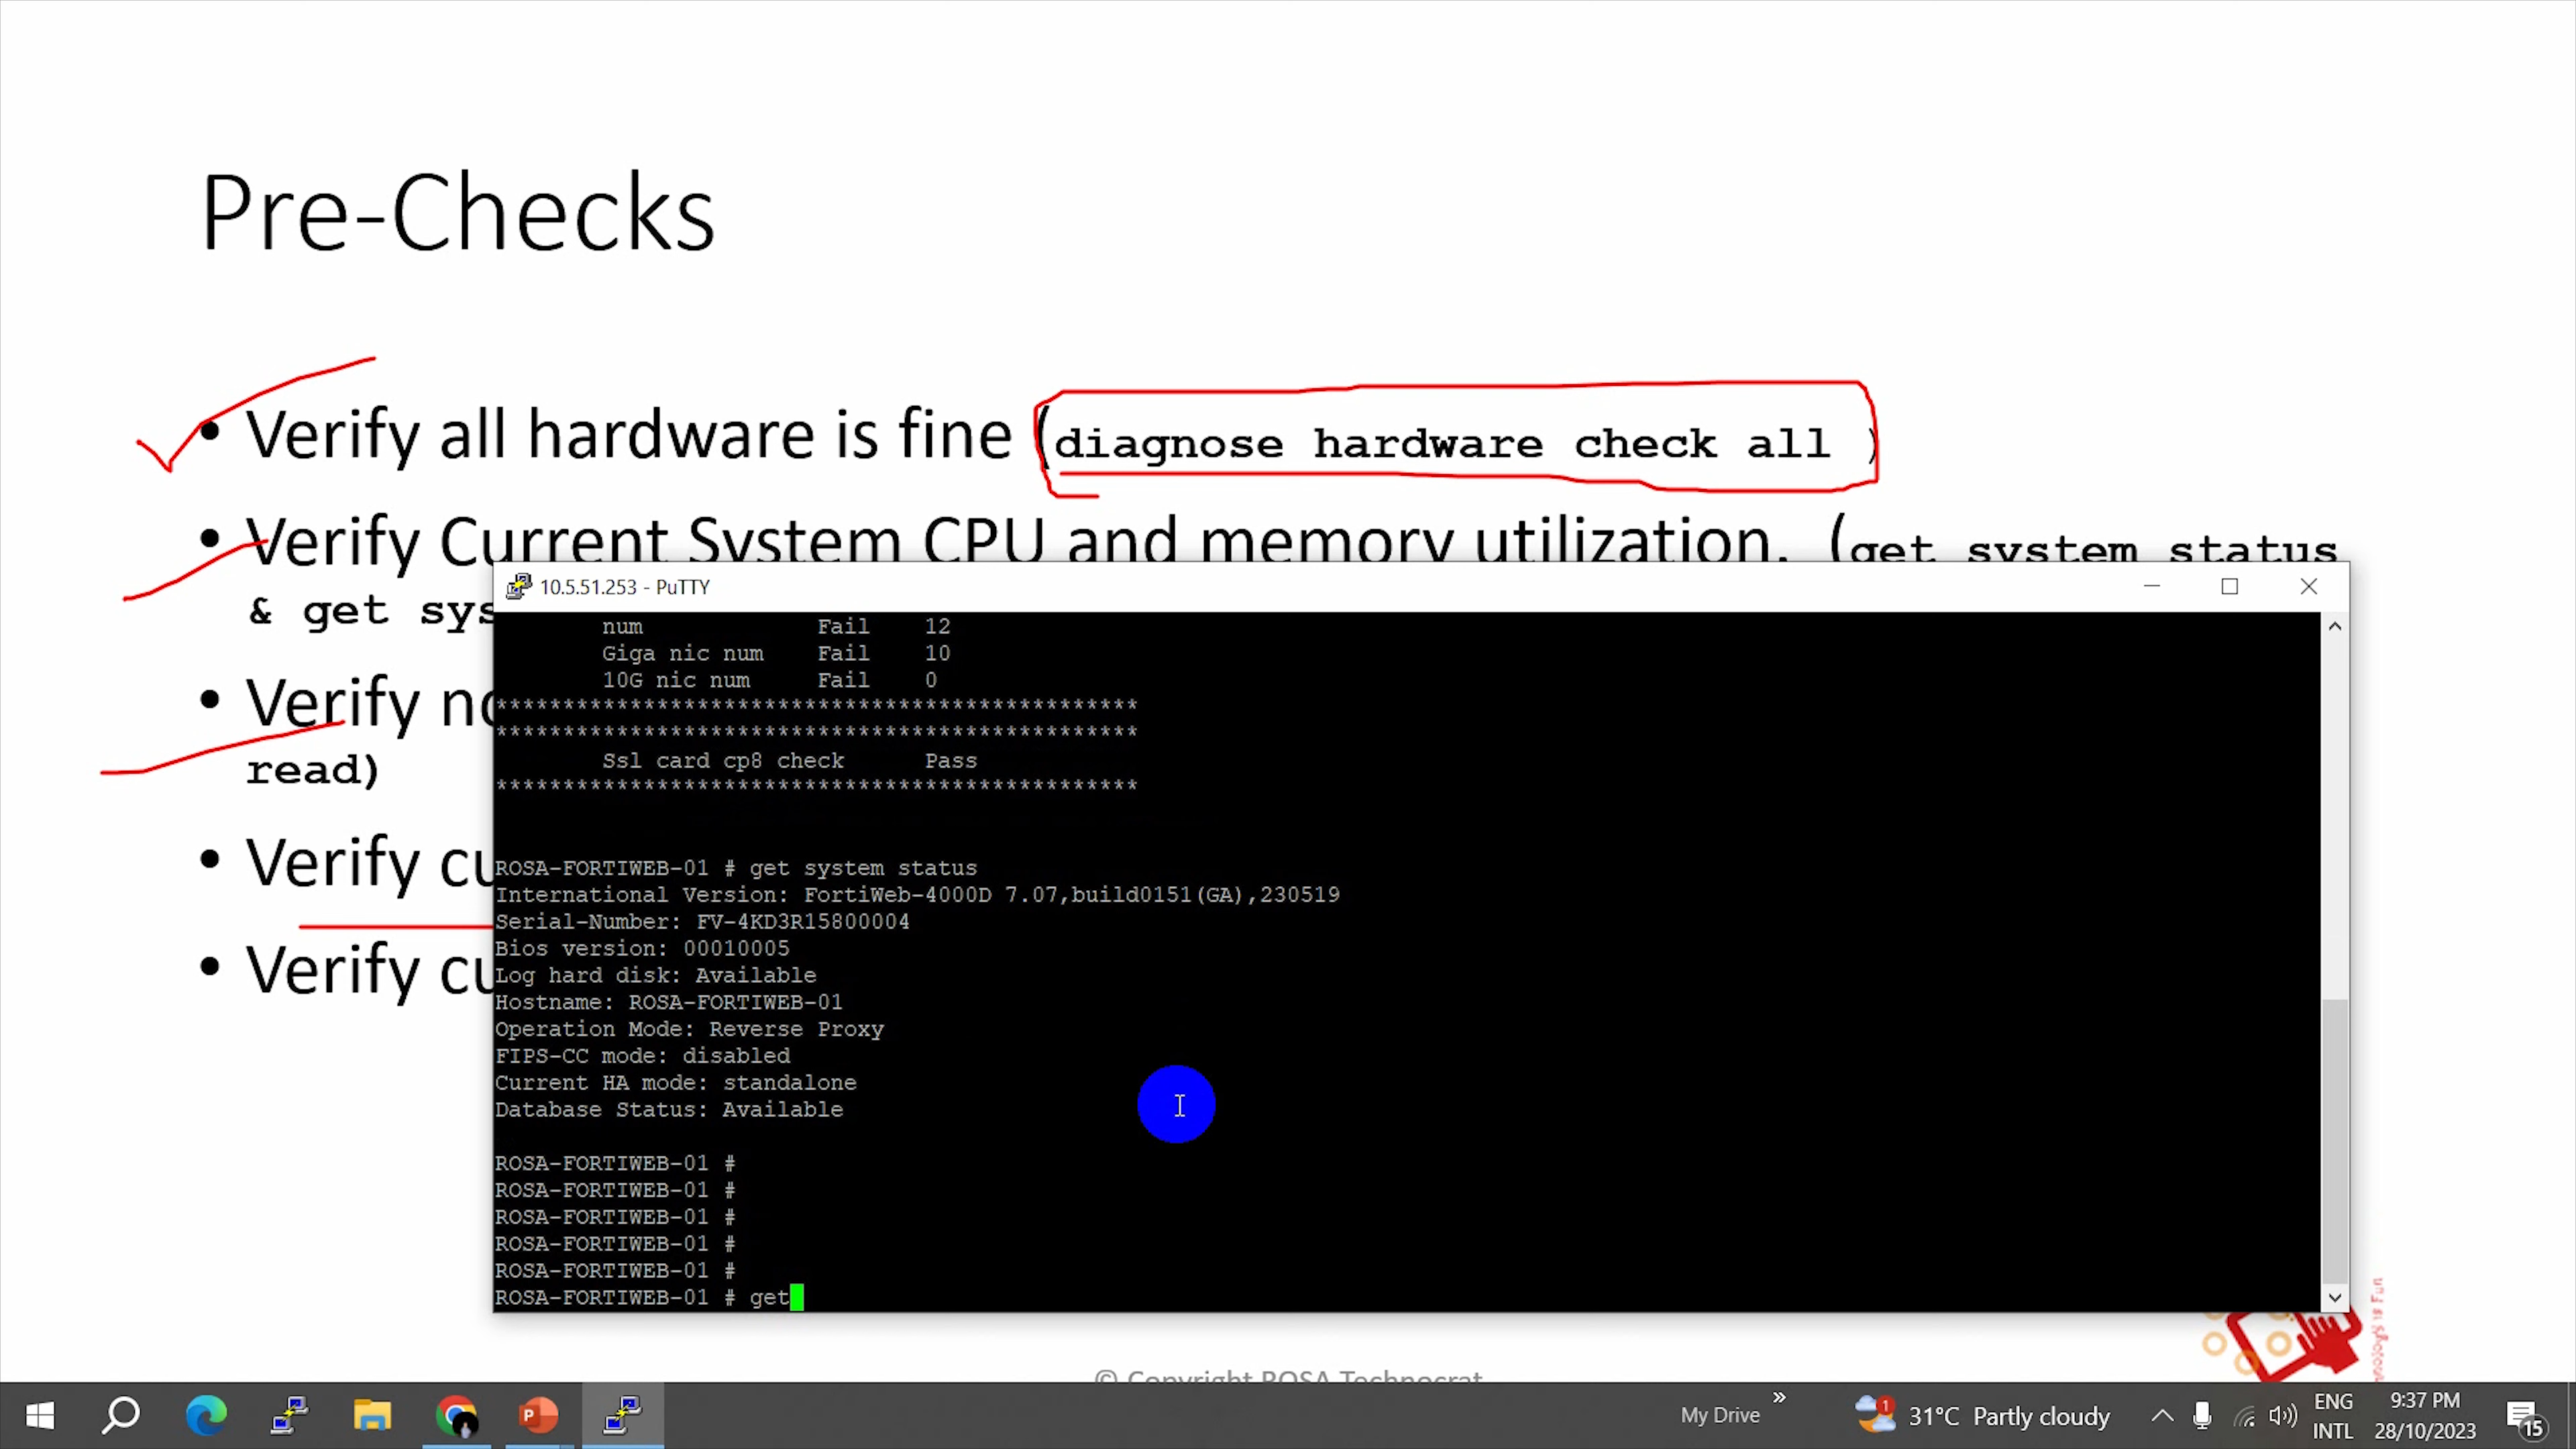 Pre-Checks
• Verify all hardware is fine (diagnose hardware check all )
• Verify Current System CPU and memory utilization. (get system status
& get sys
• Verify no
read)
• Verify cu
• Verify cu
10.5.51.253 - PuTTY
num Fail 12
Giga nic num Fail 10
10G nic num Fail 0
************************************************
************************************************
Ssl card cp8 check Pass
************************************************
ROSA-FORTIWEB-01 # get system status
International Version: FortiWeb-4000D 7.07,build0151(GA),230519
Serial-Number: FV-4KD3R15800004
Bios version: 00010005
Log hard disk: Available
Hostname: ROSA-FORTIWEB-01
Operation Mode: Reverse Proxy
FIPS-CC mode: disabled
Current HA mode: standalone
Database Status: Available
ROSA-FORTIWEB-01 #
ROSA-FORTIWEB-01 #
ROSA-FORTIWEB-01 #
ROSA-FORTIWEB-01 #
ROSA-FORTIWEB-01 #
ROSA-FORTIWEB-01 # get
© Copyright ROSA Technocrat
My Drive
1
31°C Partly cloudy
ENG
INTL
9:37 PM
28/10/2023
15